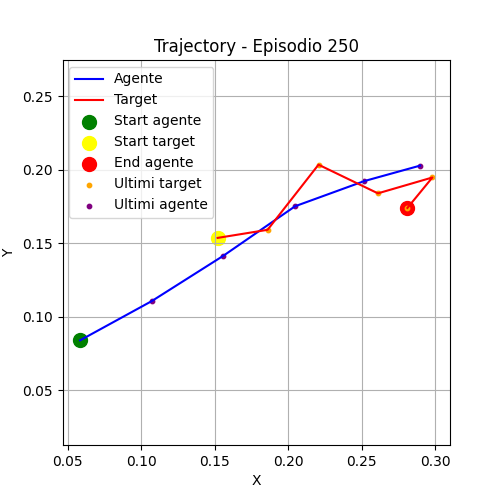 Trajectory - Episodio 250
Agente
Target
Start agente
Start target
End agente
Ultimi target
Ultimi agente
0.25
0.20
0.15
0.10
0.05
Y
0.05 0.10 0.15 0.20 0.25 0.30
X